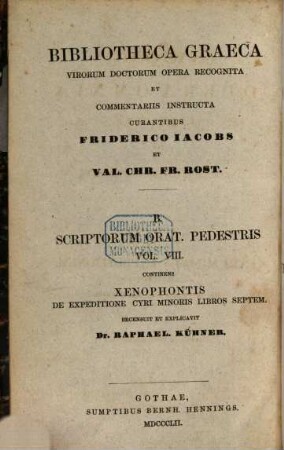 BIBLIOTHECA GRAECA
VIRORUM DOCTORUM OPERA RECOGNITA
ET
COMMENTARIIS INSTRUCTA
CURANTIBUS
FRIDERICO IACOBS
ET
VAL. CHR. FR. ROST.
B.
SCRIPTORUM ORAT. PEDESTRIS
BIBLIOTHECA
MONACENSIS
VOL. VIII.
CONTINENS
XENOPHONTIS
DE EXPEDITIONE CYRI MINORIS LIBROS SEPTEM.
RECENSUIT ET EXPLICAVIT
Dr. RAPHAEL. KÜHNER.
GOTHAE,
SUMPTIBUS BERNH. HENNINGS.
MDCCCLII.